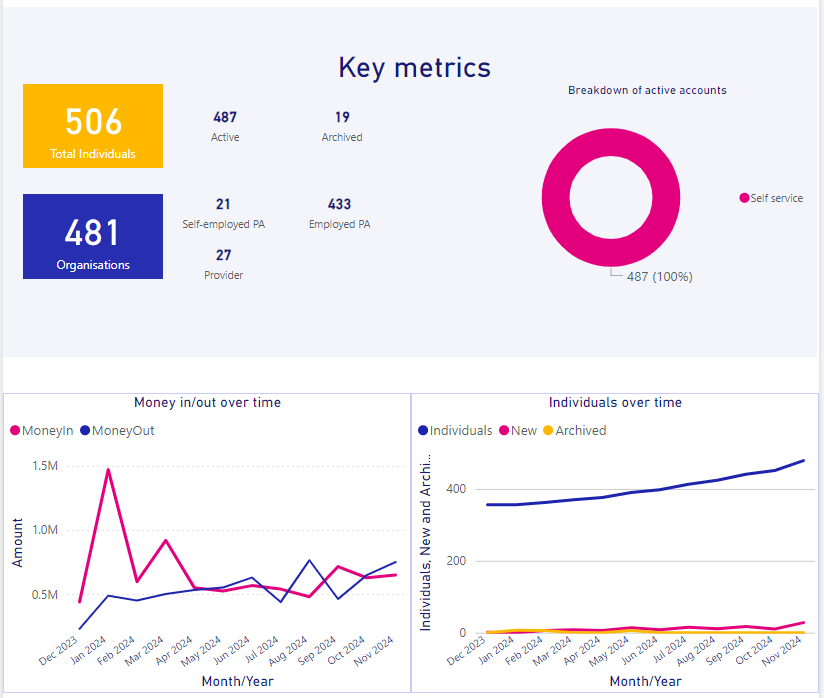 Key metrics
Breakdown of active accounts
506
Total Individuals
487
Active
19
Archived
481
Organisations
21
Self-employed PA
433
Employed PA
27
Provider
Self service
487 (100%)
Money in/out over time
MoneyIn MoneyOut
Amount
1.5M
1.0M
0.5M
Dec 2023 Jan 2024 Feb 2024 Mar 2024 Apr 2024 May 2024 Jun 2024 Jul 2024 Aug 2024 Sep 2024 Oct 2024 Nov 2024
Month/Year
Individuals over time
Individuals New Archived
Individuals, New and Archi...
400
200
0
Dec 2023 Jan 2024 Feb 2024 Mar 2024 Apr 2024 May 2024 Jun 2024 Jul 2024 Aug 2024 Sep 2024 Oct 2024 Nov 2024
Month/Year